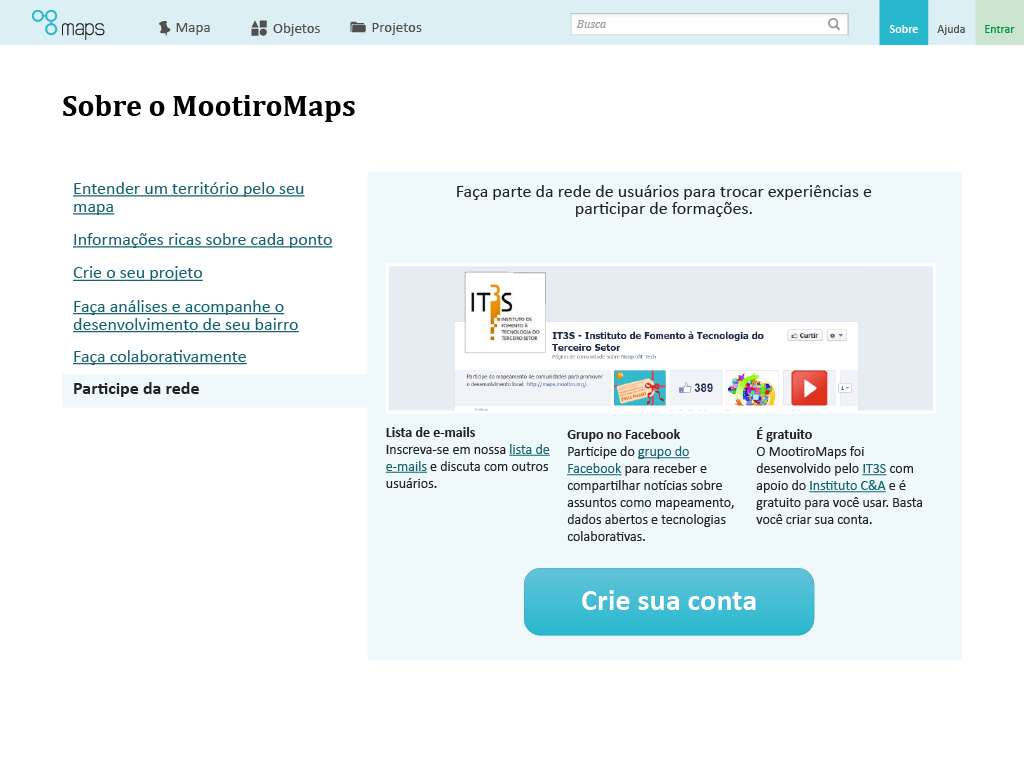 maps
Mapa
Objetos
Projetos
Busca
Sobre
Ajuda
Entrar
Sobre o MootiroMaps
Entender um território pelo seu
mapa
Informações ricas sobre cada ponto
Crie o seu projeto
Faça análises e acompanhe o
desenvolvimento de seu bairro
Faça colaborativamente
Participe da rede
Faça parte da rede de usuários para trocar experiências e
participar de formações.
IT3S
INSTITUTO DE
FOMENTO À
TECNOLOGIA DO
TERCEIRO SETOR
IT3S - Instituto de Fomento à Tecnologia do
Terceiro Setor
Página de comunidade sobre Nonprofit Tech
Curtir
Participe do mapeamento de comunidades para promover
o desenvolvimento local: http://maps.mootiro.org/.
389
1
Lista de e-mails
Inscreva-se em nossa lista de
e-mails e discuta com outros
usuários.
Grupo no Facebook
Participe do grupo do
Facebook para receber e
compartilhar notícias sobre
assuntos como mapeamento,
dados abertos e tecnologias
colaborativas.
É gratuito
O MootiroMaps foi
desenvolvido pelo IT3S com
apoio do Instituto C&A e é
gratuito para você usar. Basta
você criar sua conta.
Crie sua conta